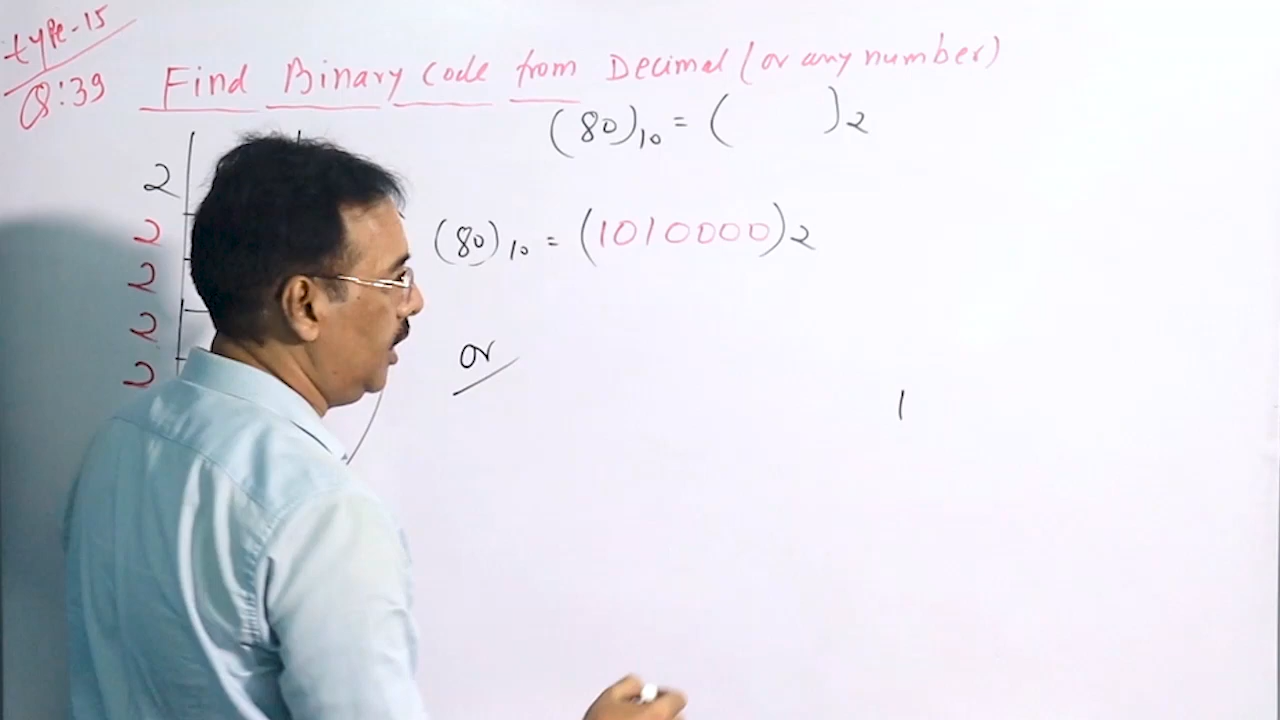 type-15
Q:39 Find Binary Code from Decimal (or any number)
(80)10 = (      )2
2
2
2
2
2
(80)10 = (1010000)2
or
1